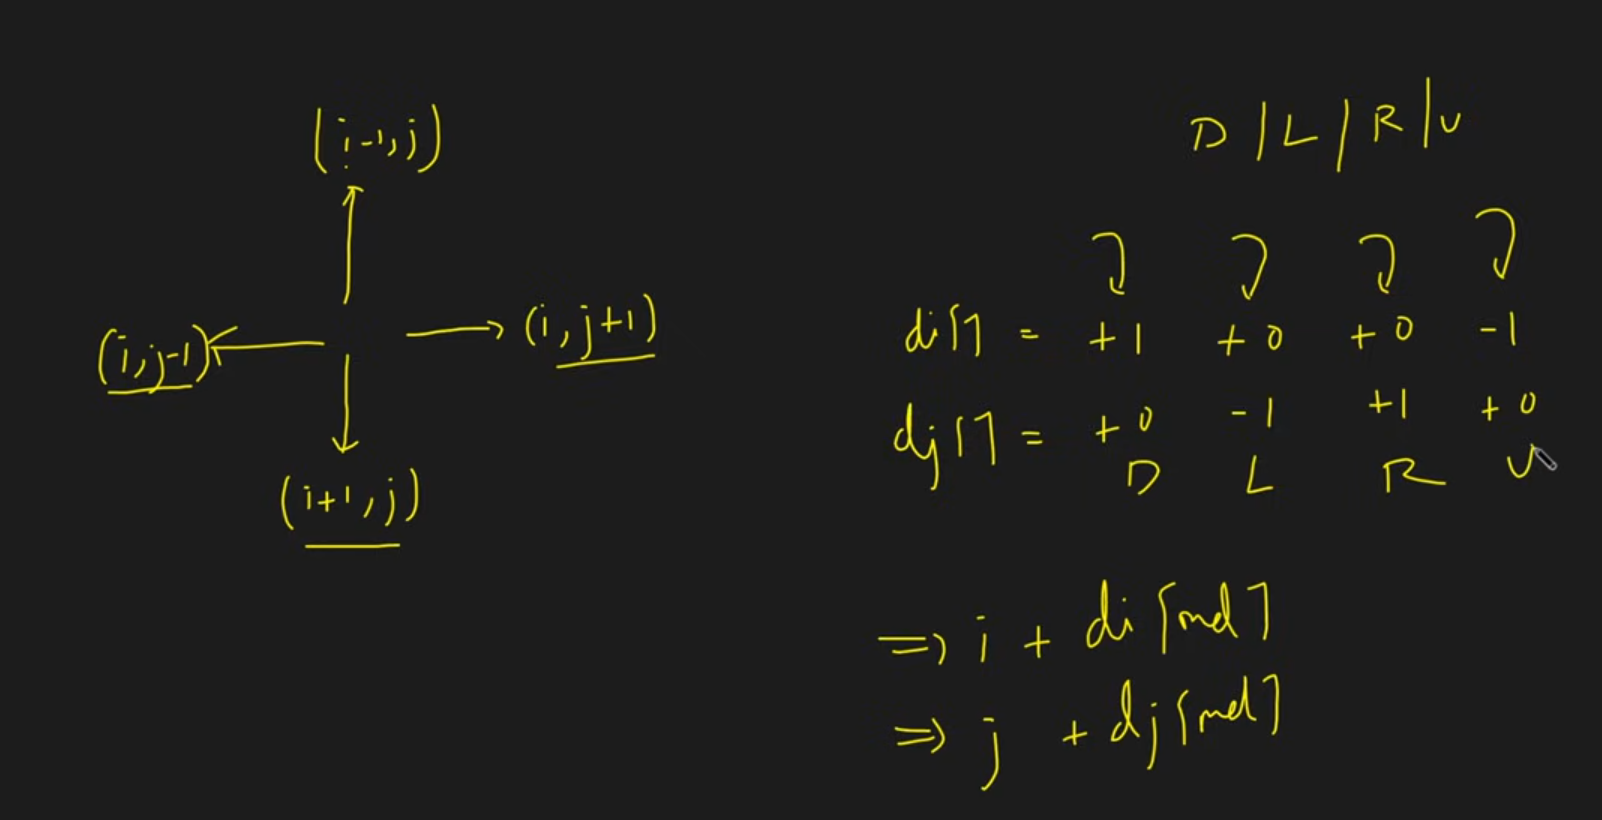 (i-1, j)
(i, j-1)
(i, j+1)
(i+1, j)
D / L / R / U
di[] = +1 +0 +0 -1
dj[] = +0 -1 +1 +0
D L R U
=> i + di[ind]
=> j + dj[ind]